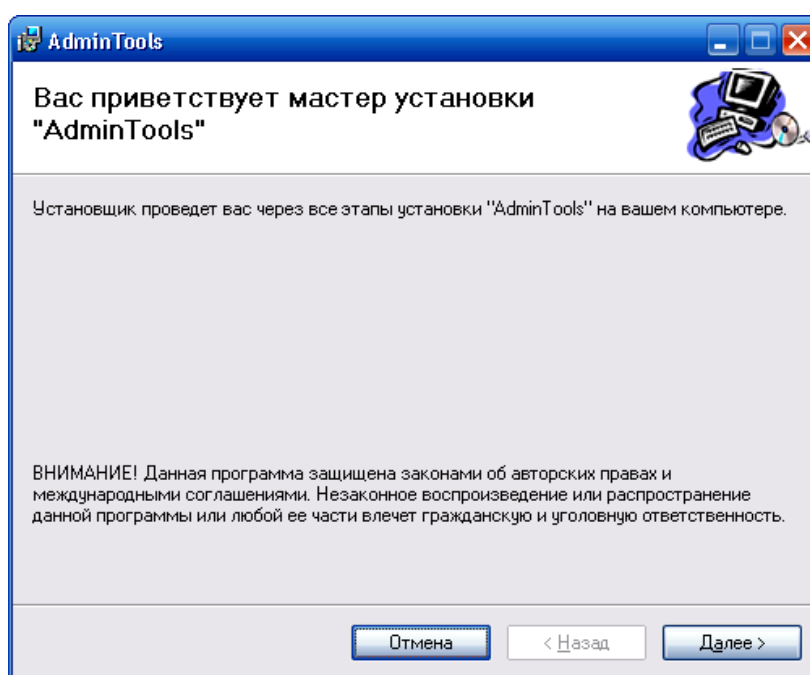 AdminTools
Вас приветствует мастер установки
"AdminTools"
Установщик проведет вас через все этапы установки "AdminTools" на вашем компьютере.
ВНИМАНИЕ! Данная программа защищена законами об авторских правах и
международными соглашениями. Незаконное воспроизведение или распространение
данной программы или любой ее части влечет гражданскую и уголовную ответственность.
Отмена
< Назад
Далее >